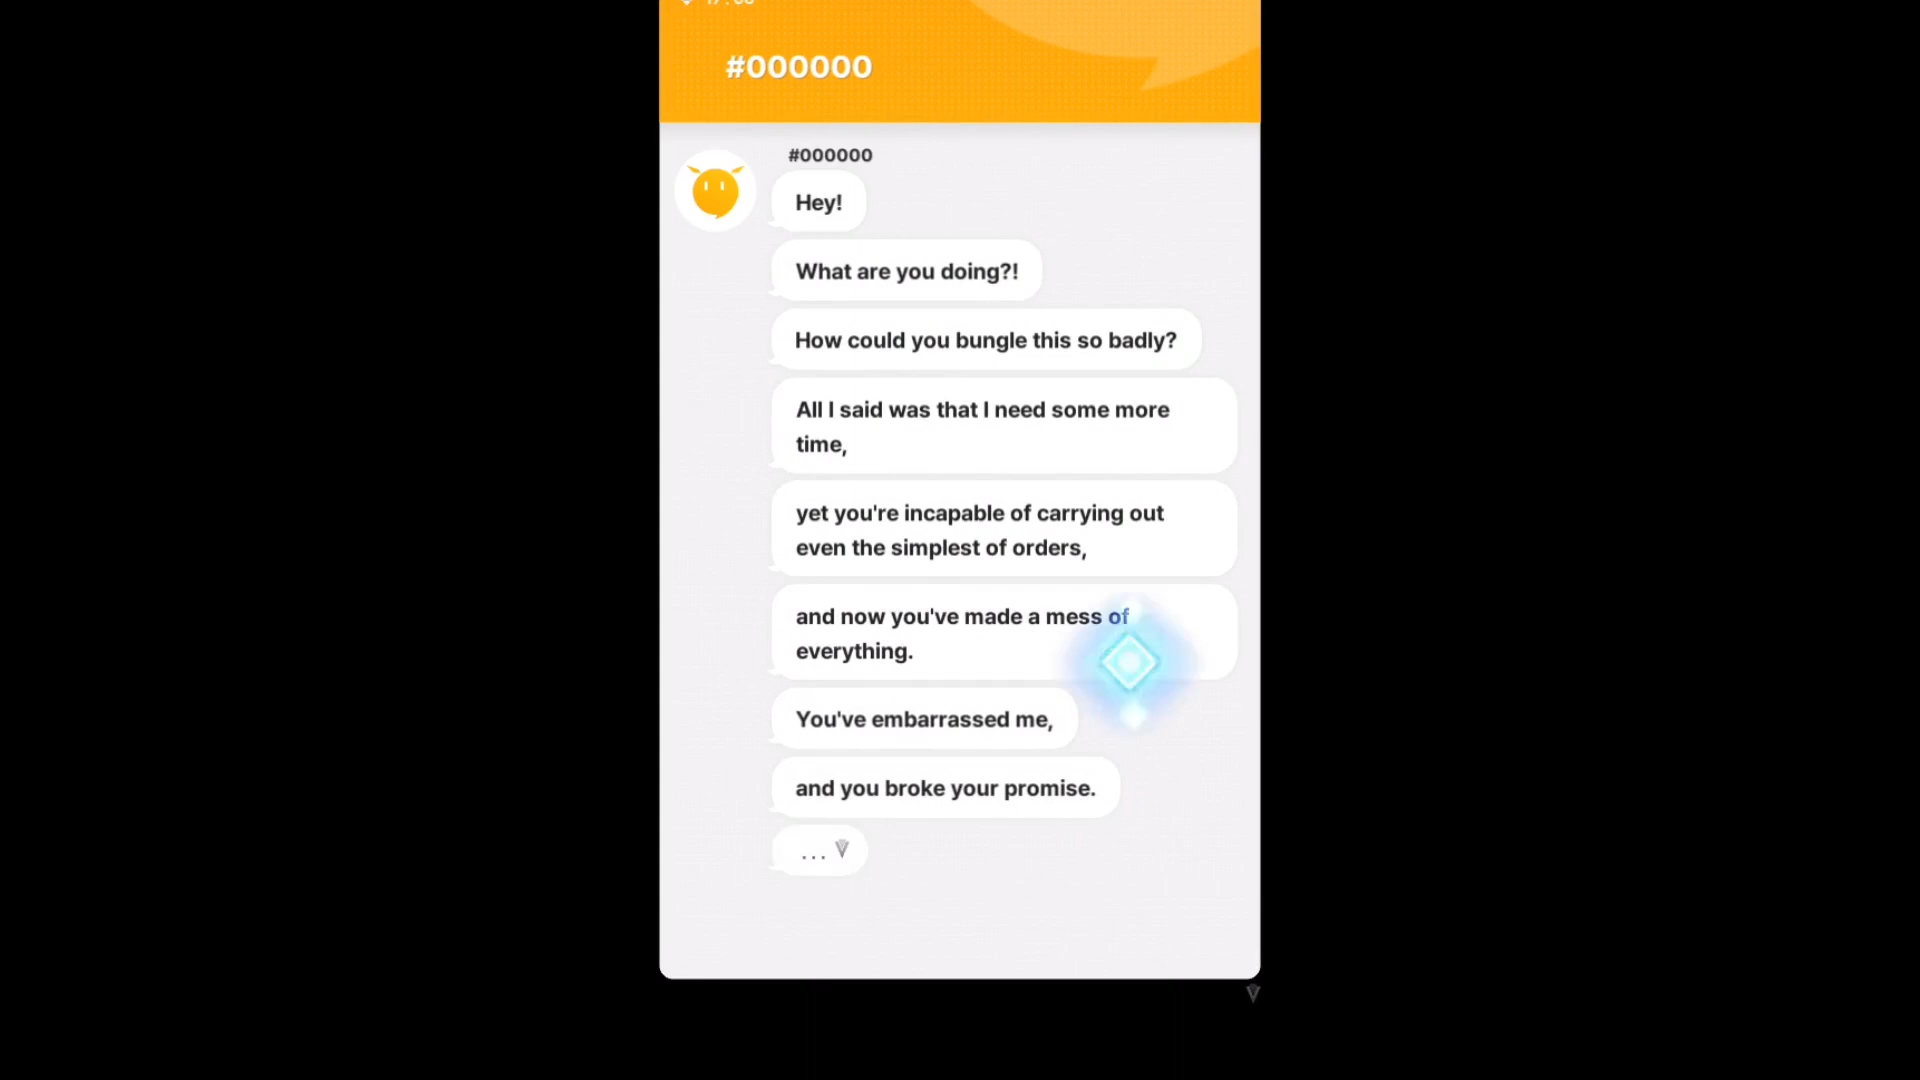 #000000
#000000
Hey!
What are you doing?!
How could you bungle this so badly?
All I said was that I need some more
time,
yet you're incapable of carrying out
even the simplest of orders,
and now you've made a mess of
everything.
You've embarrassed me,
and you broke your promise.
...